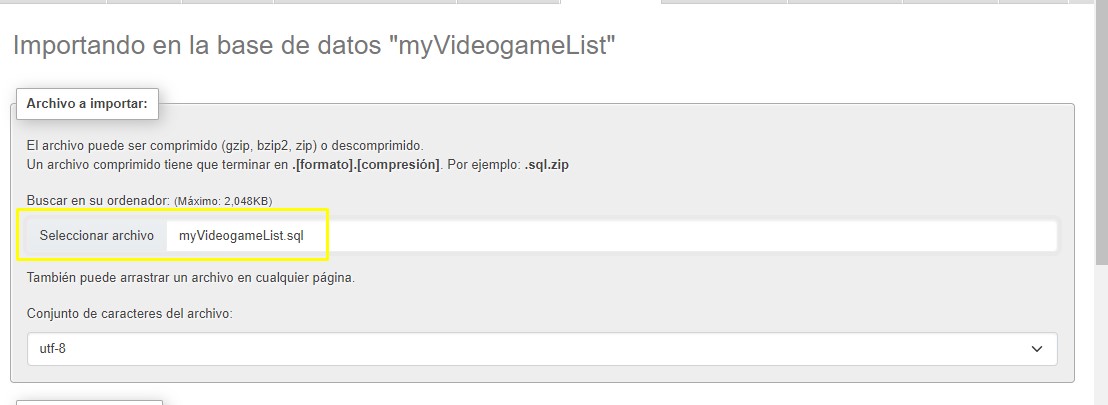 Importando en la base de datos "myVideogameList"
Archivo a importar:
El archivo puede ser comprimido (gzip, bzip2, zip) o descomprimido.
Un archivo comprimido tiene que terminar en .[formato].[compresión]. Por ejemplo: .sql.zip
Buscar en su ordenador: (Máximo: 2,048KB)
Seleccionar archivo myVideogameList.sql
También puede arrastrar un archivo en cualquier página.
Conjunto de caracteres del archivo:
utf-8